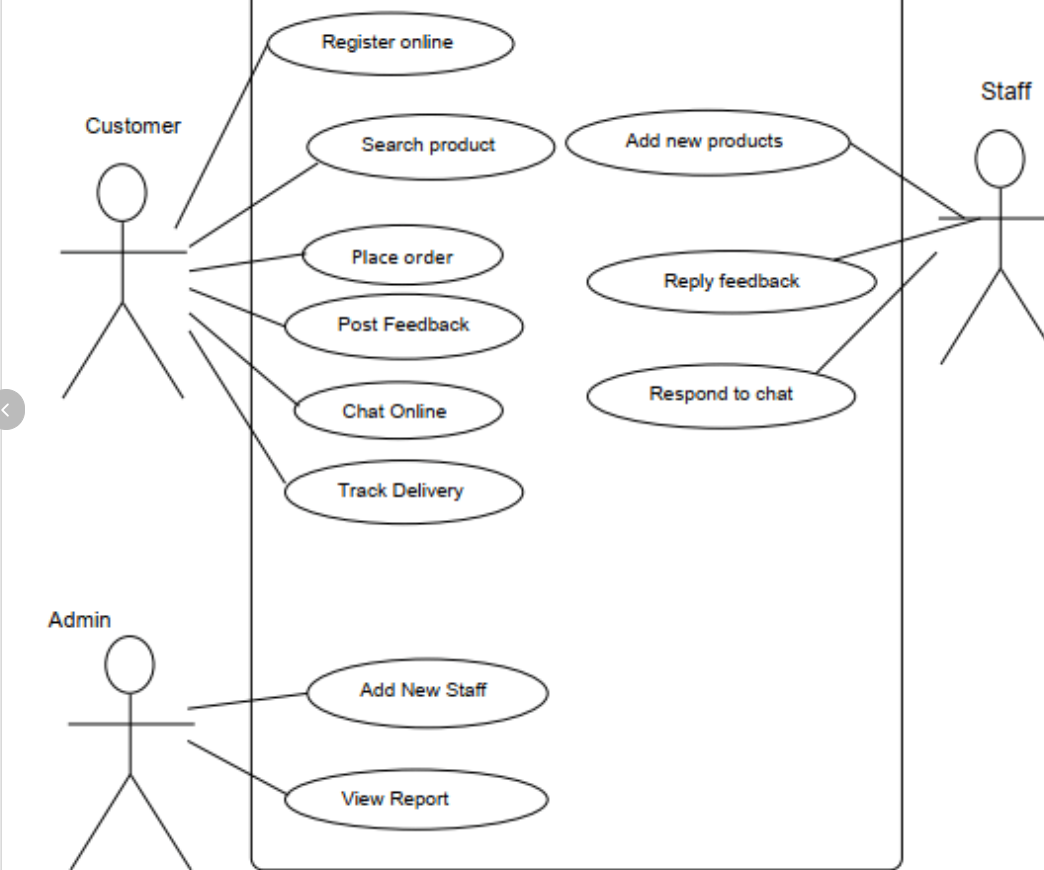 Register online
Staff
Customer
Search product
Add new products
Place order
Reply feedback
Post Feedback
Respond to chat
Chat Online
Track Delivery
Admin
Add New Staff
View Report